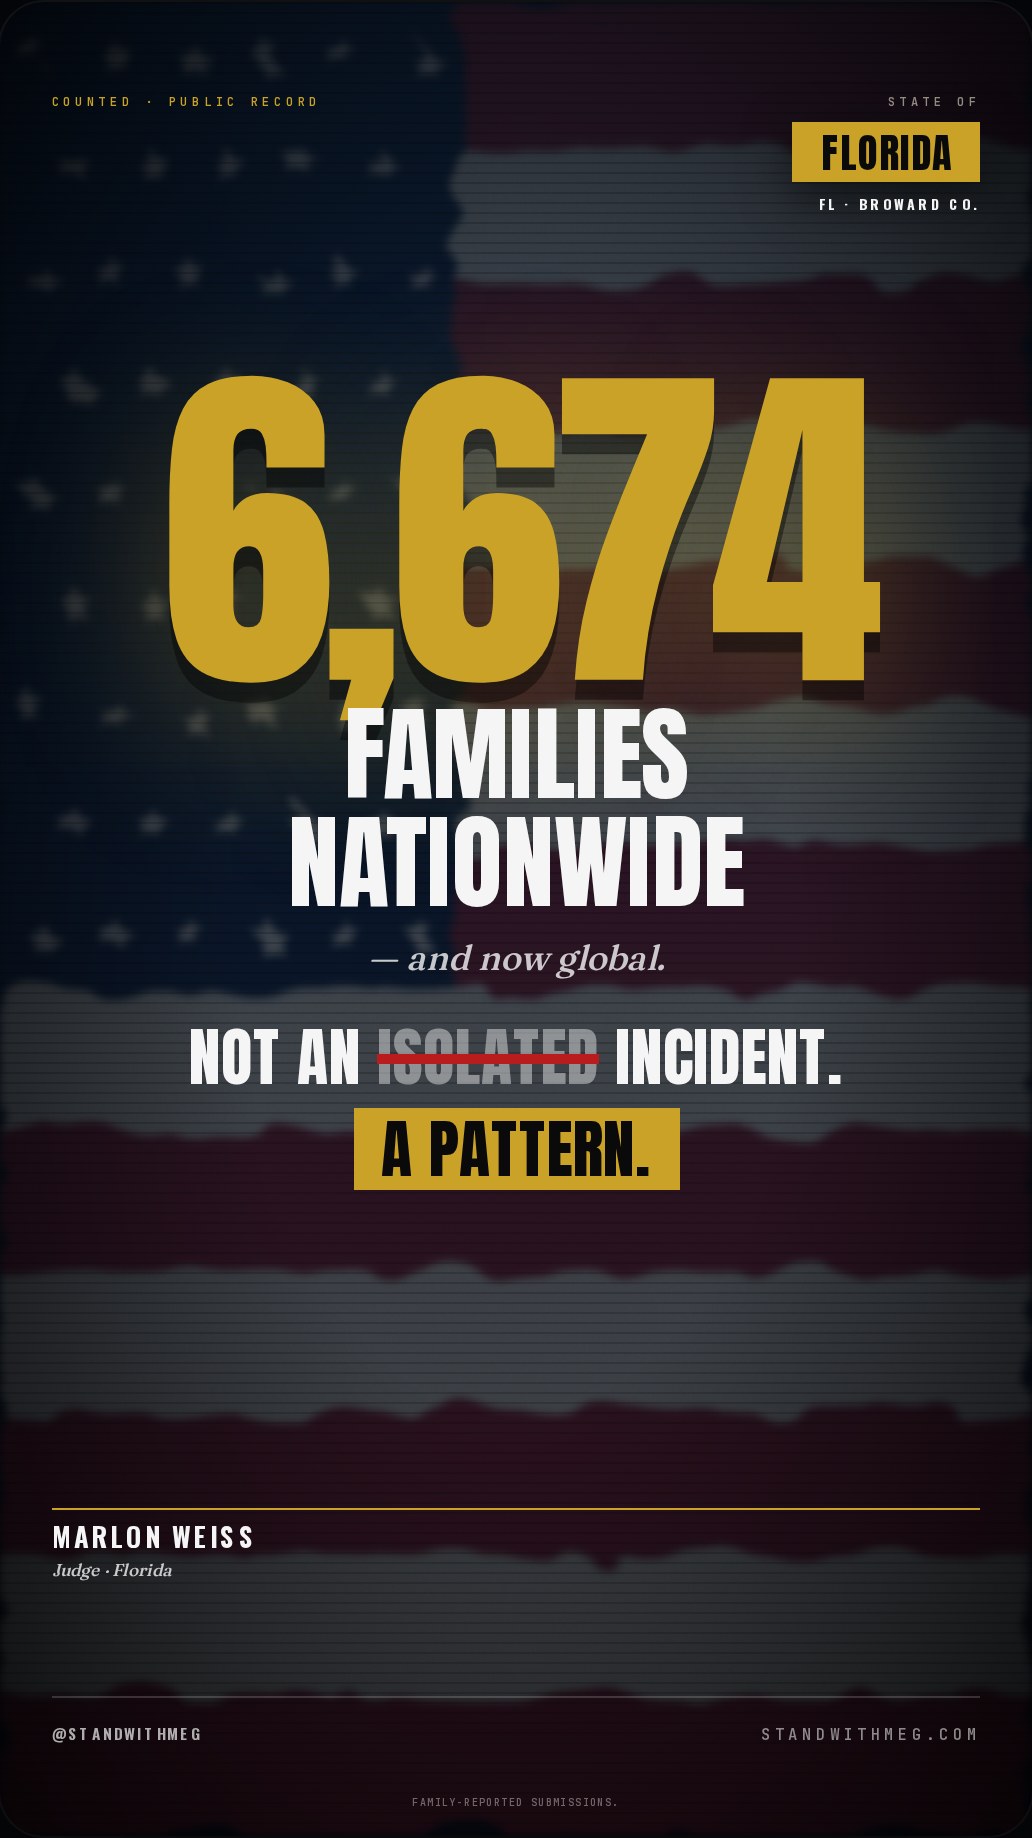 COUNTED · PUBLIC RECORD
STATE OF
FLORIDA
FL · BROWARD CO.
6,674
FAMILIES
NATIONWIDE
— and now global.
NOT AN ISOLATED INCIDENT.
A PATTERN.
MARLON WEISS
Judge · Florida
@STANDWITHMEG
STANDWITHMEG.COM
FAMILY-REPORTED SUBMISSIONS.